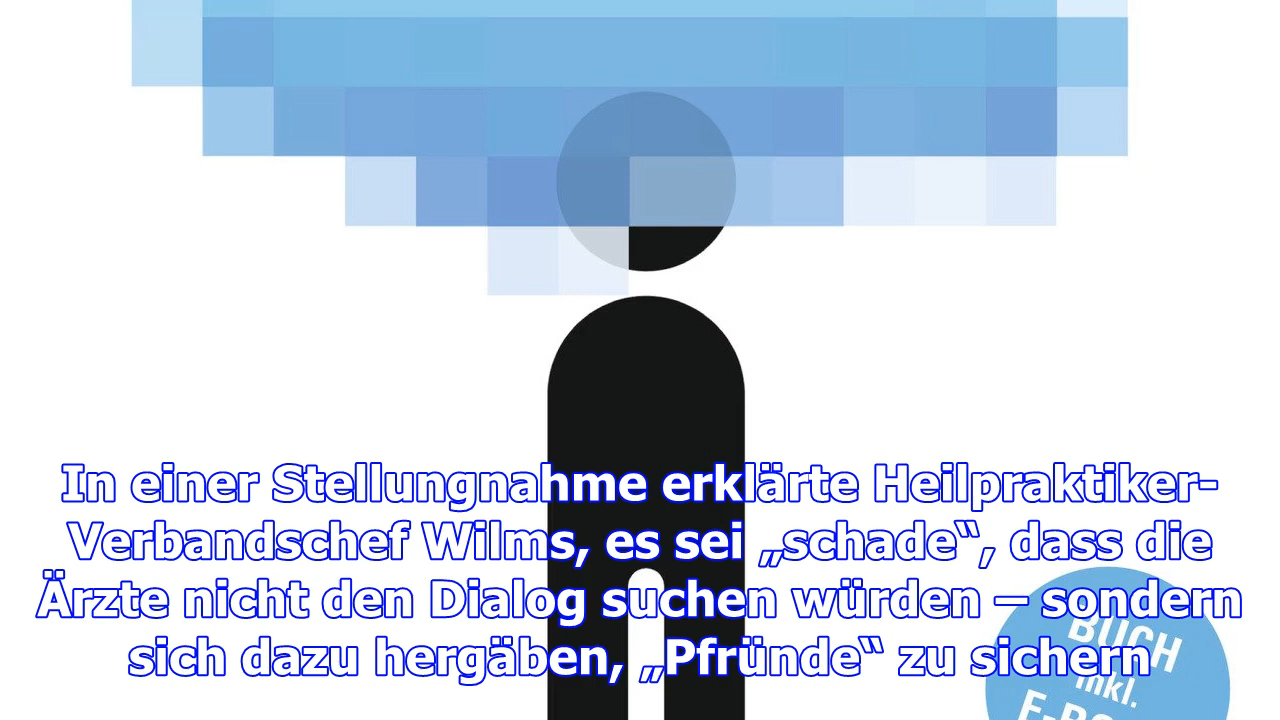 In einer Stellungnahme erklärte Heilpraktiker-
Verbandschef Wilms, es sei „schade“, dass die
Ärzte nicht den Dialog suchen würden – sondern
sich dazu hergäben, „Pfründe“ zu sichern
BUCH
inkl.